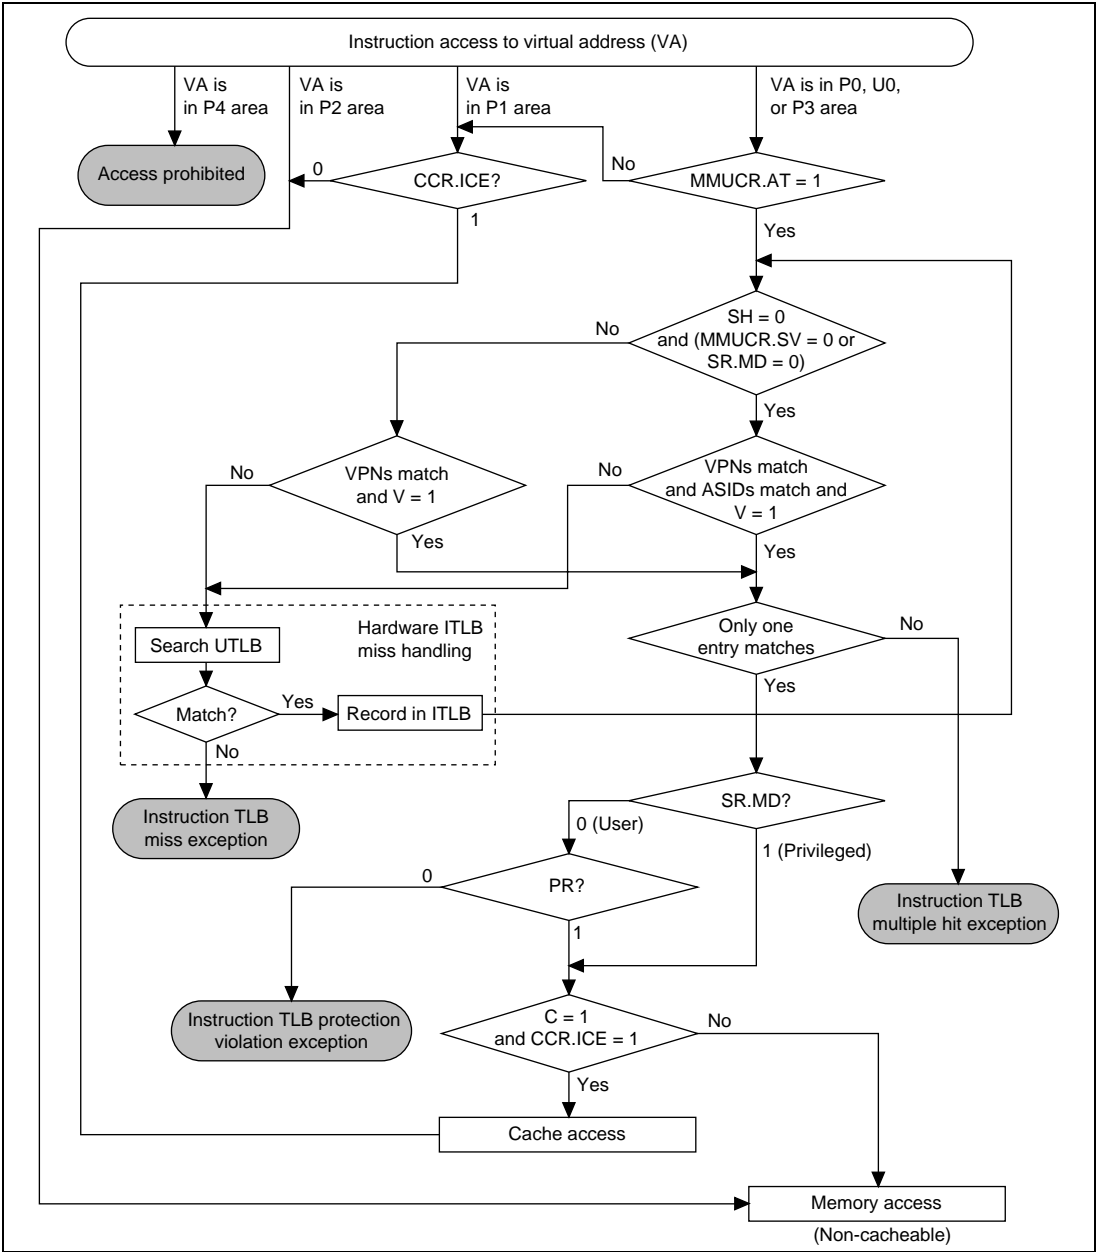 Instruction access to virtual address (VA)
VA is
in P4 area
VA is
in P2 area
VA is
in P1 area
VA is in P0, U0,
or P3 area
Access prohibited
0
CCR.ICE?
No
MMUCR.AT = 1
1
Yes
SH = 0
and (MMUCR.SV = 0 or
SR.MD = 0)
No
Yes
No
VPNs match
and V = 1
No
VPNs match
and ASIDs match and
V = 1
Yes
Yes
Hardware ITLB
miss handling
Search UTLB
Only one
entry matches
No
Yes
Match?
Yes
Record in ITLB
No
Instruction TLB
miss exception
SR.MD?
0 (User)
1 (Privileged)
0
PR?
1
Instruction TLB
multiple hit exception
Instruction TLB protection
violation exception
C = 1
and CCR.ICE = 1
No
Yes
Cache access
Memory access
(Non-cacheable)